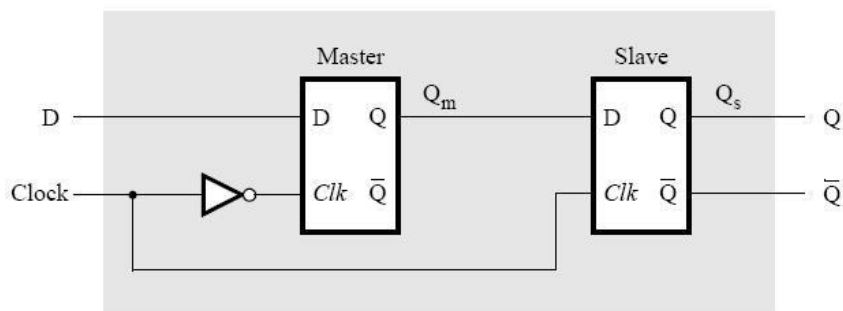 Master Slave
D D Q Qm D Q Qs Q
Clock Clk Q̅ Clk Q̅ Q̅